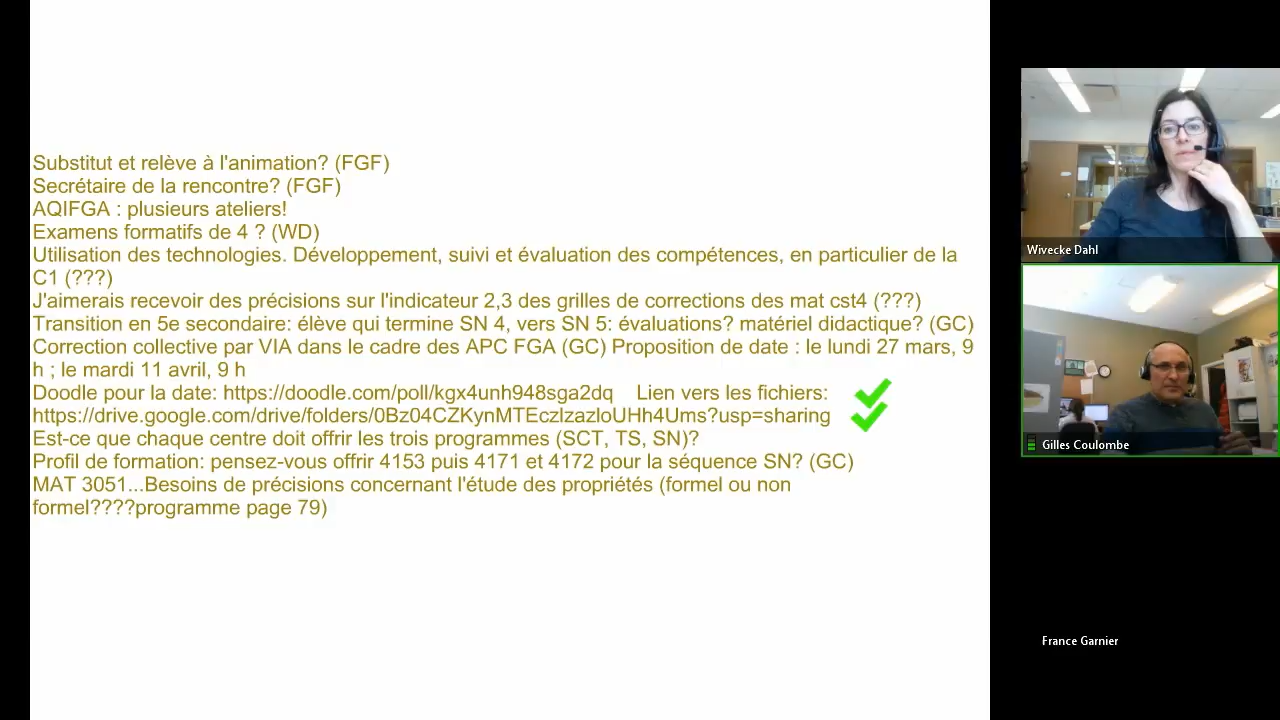 Substitut et relève à l'animation? (FGF)
Secrétaire de la rencontre? (FGF)
AQIFGA : plusieurs ateliers!
Examens formatifs de 4 ? (WD)
Utilisation des technologies. Développement, suivi et évaluation des compétences, en particulier de la
C1 (???)
J'aimerais recevoir des précisions sur l'indicateur 2,3 des grilles de corrections des mat cst4 (???)
Transition en 5e secondaire: élève qui termine SN 4, vers SN 5: évaluations? matériel didactique? (GC)
Correction collective par VIA dans le cadre des APC FGA (GC) Proposition de date : le lundi 27 mars, 9
h ; le mardi 11 avril, 9 h
Doodle pour la date: https://doodle.com/poll/kgx4unh948sga2dq Lien vers les fichiers:
https://drive.google.com/drive/folders/0Bz04CZKynMTEczlzazloUHh4Ums?usp=sharing
Est-ce que chaque centre doit offrir les trois programmes (SCT, TS, SN)?
Profil de formation: pensez-vous offrir 4153 puis 4171 et 4172 pour la séquence SN? (GC)
MAT 3051...Besoins de précisions concernant l'étude des propriétés (formel ou non
formel????programme page 79)
Wivecke Dahl
Gilles Coulombe
France Garnier